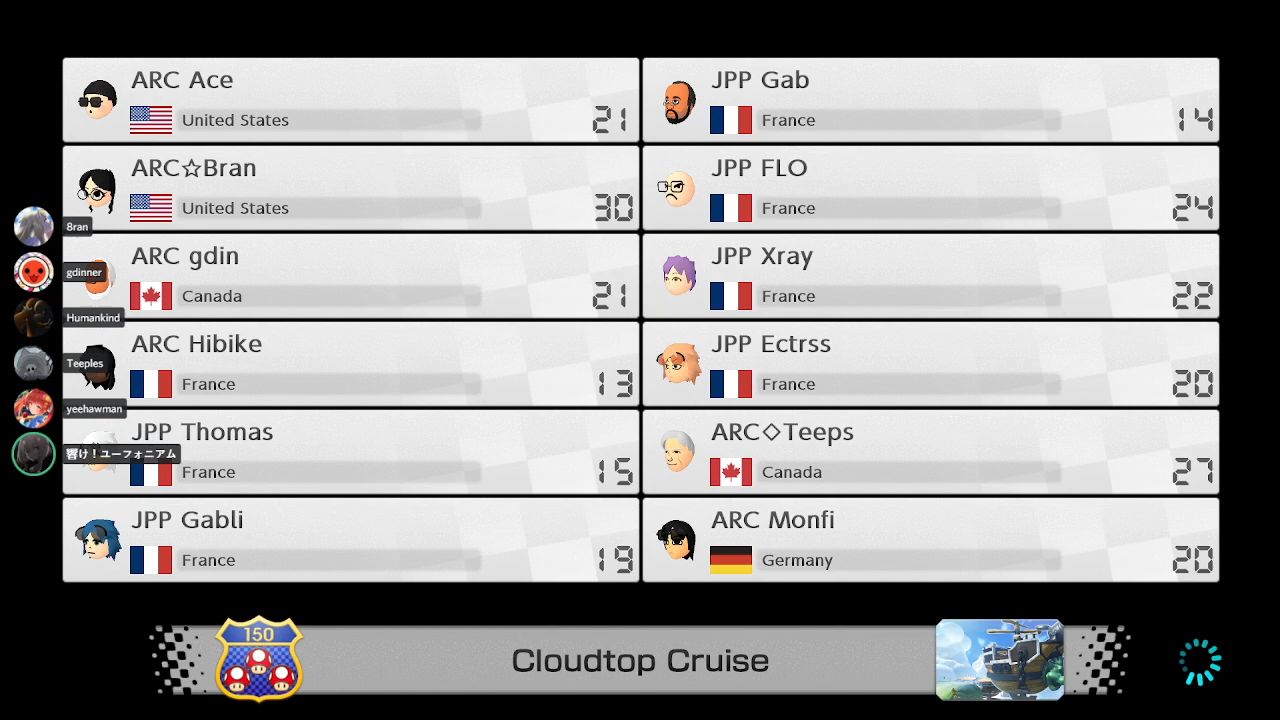 ARC Ace
United States
21
JPP Gab
France
14
ARC☆Bran
United States
30
JPP FLO
France
24
8ran
ARC gdin
Canada
21
gdinner
JPP Xray
France
22
Humankind
ARC Hibike
France
13
Teeples
JPP Ectrss
France
20
yeehawman
JPP Thomas
France
15
響け！ユーフォニアム
ARC◇Teeps
Canada
27
JPP Gabli
France
19
ARC Monfi
Germany
20
150
Cloudtop Cruise